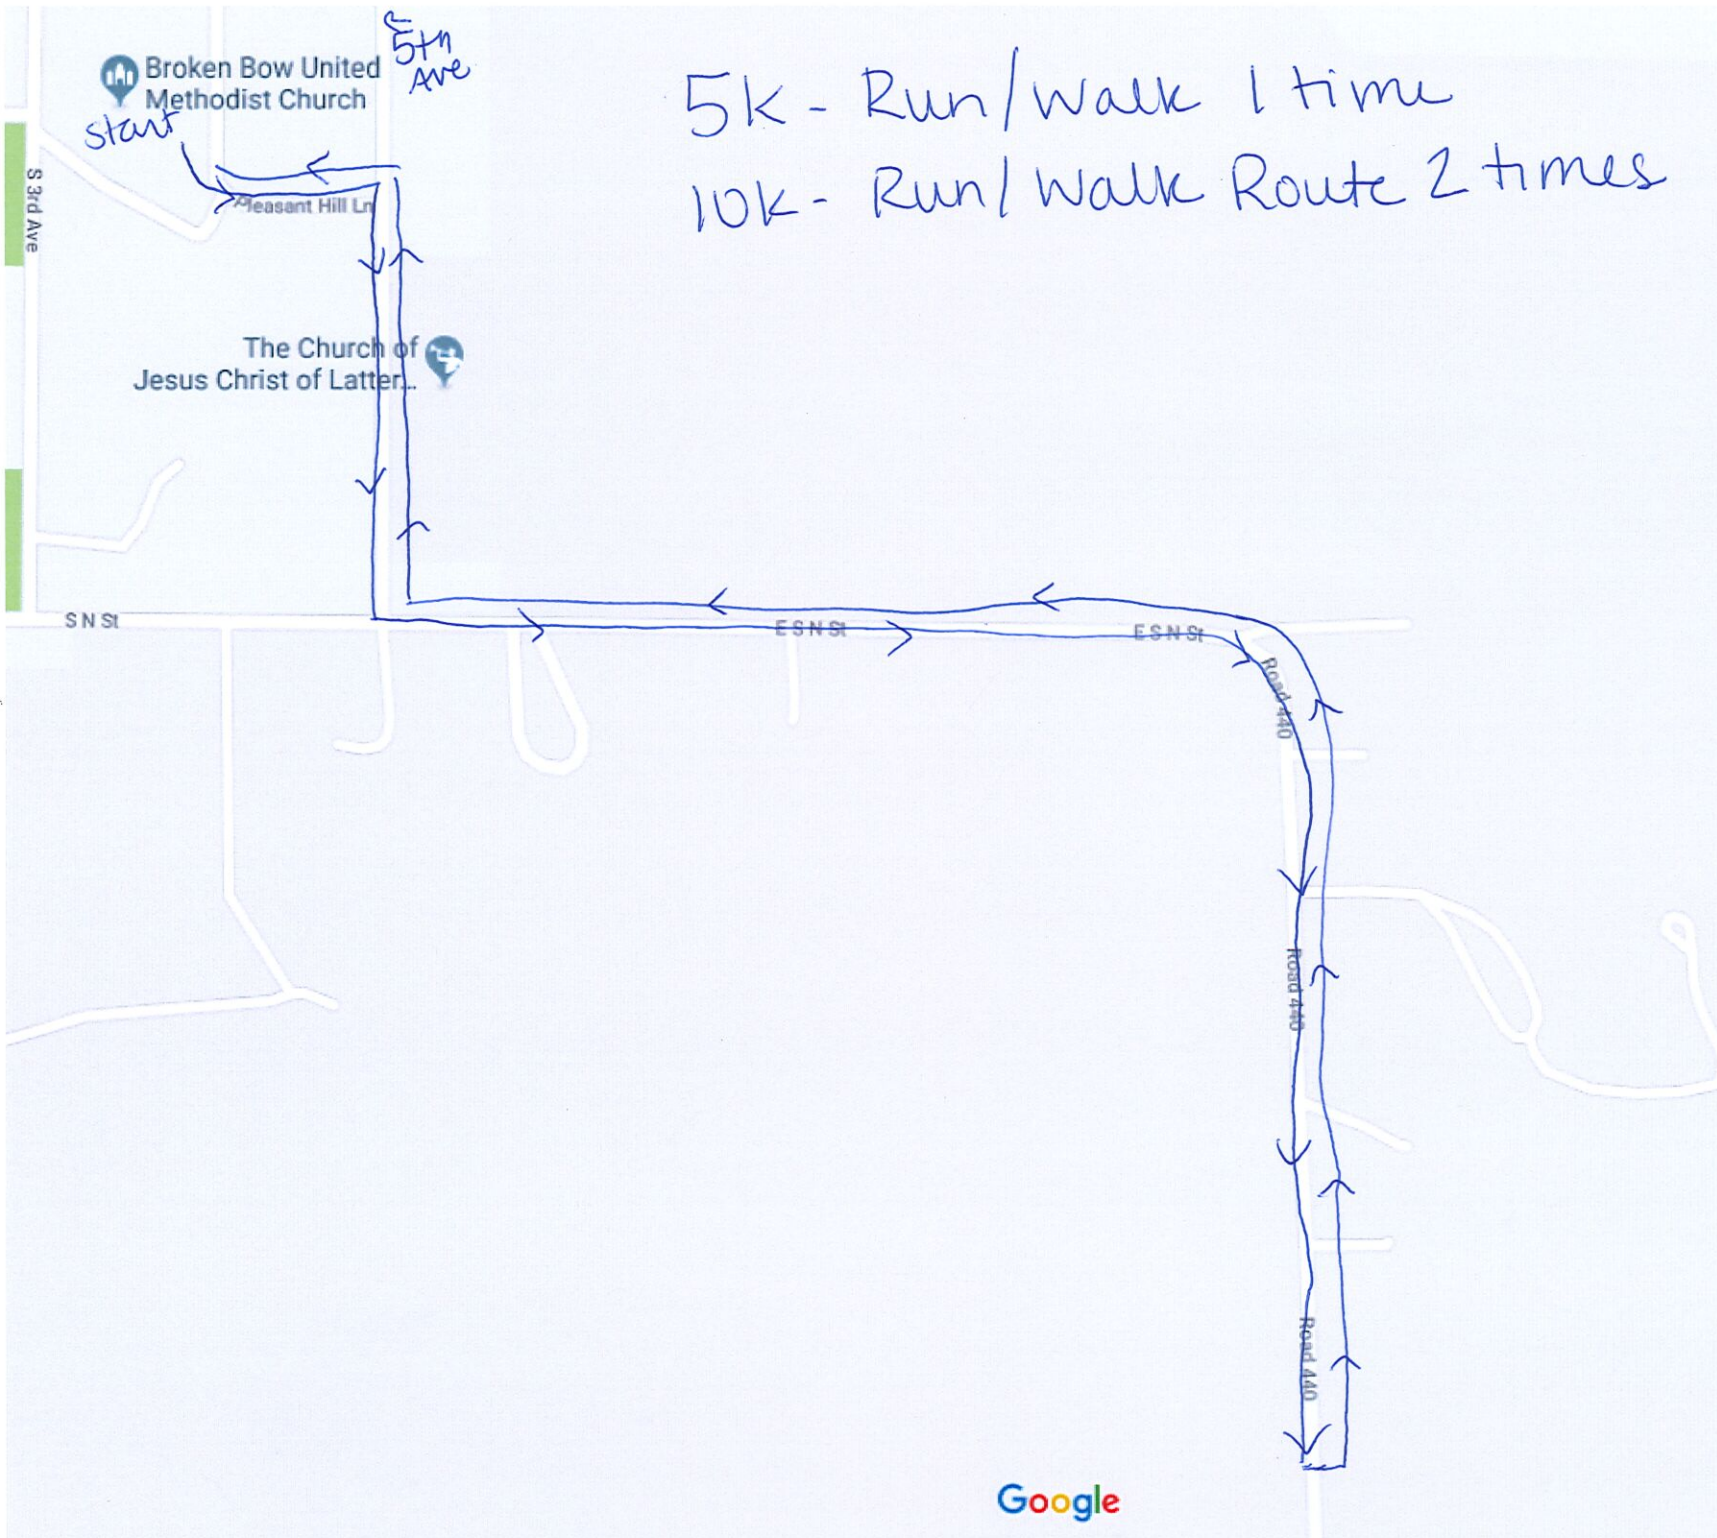 S 5th
Ave
Broken Bow United
Methodist Church
Start
5K - Run/Walk 1 time
10K - Run/Walk Route 2 times
S 3rd Ave
Pleasant Hill Ln
The Church of
Jesus Christ of Latter...
S N St
E S N St
E S N St
Road 440
Road 440
Road 440
Google